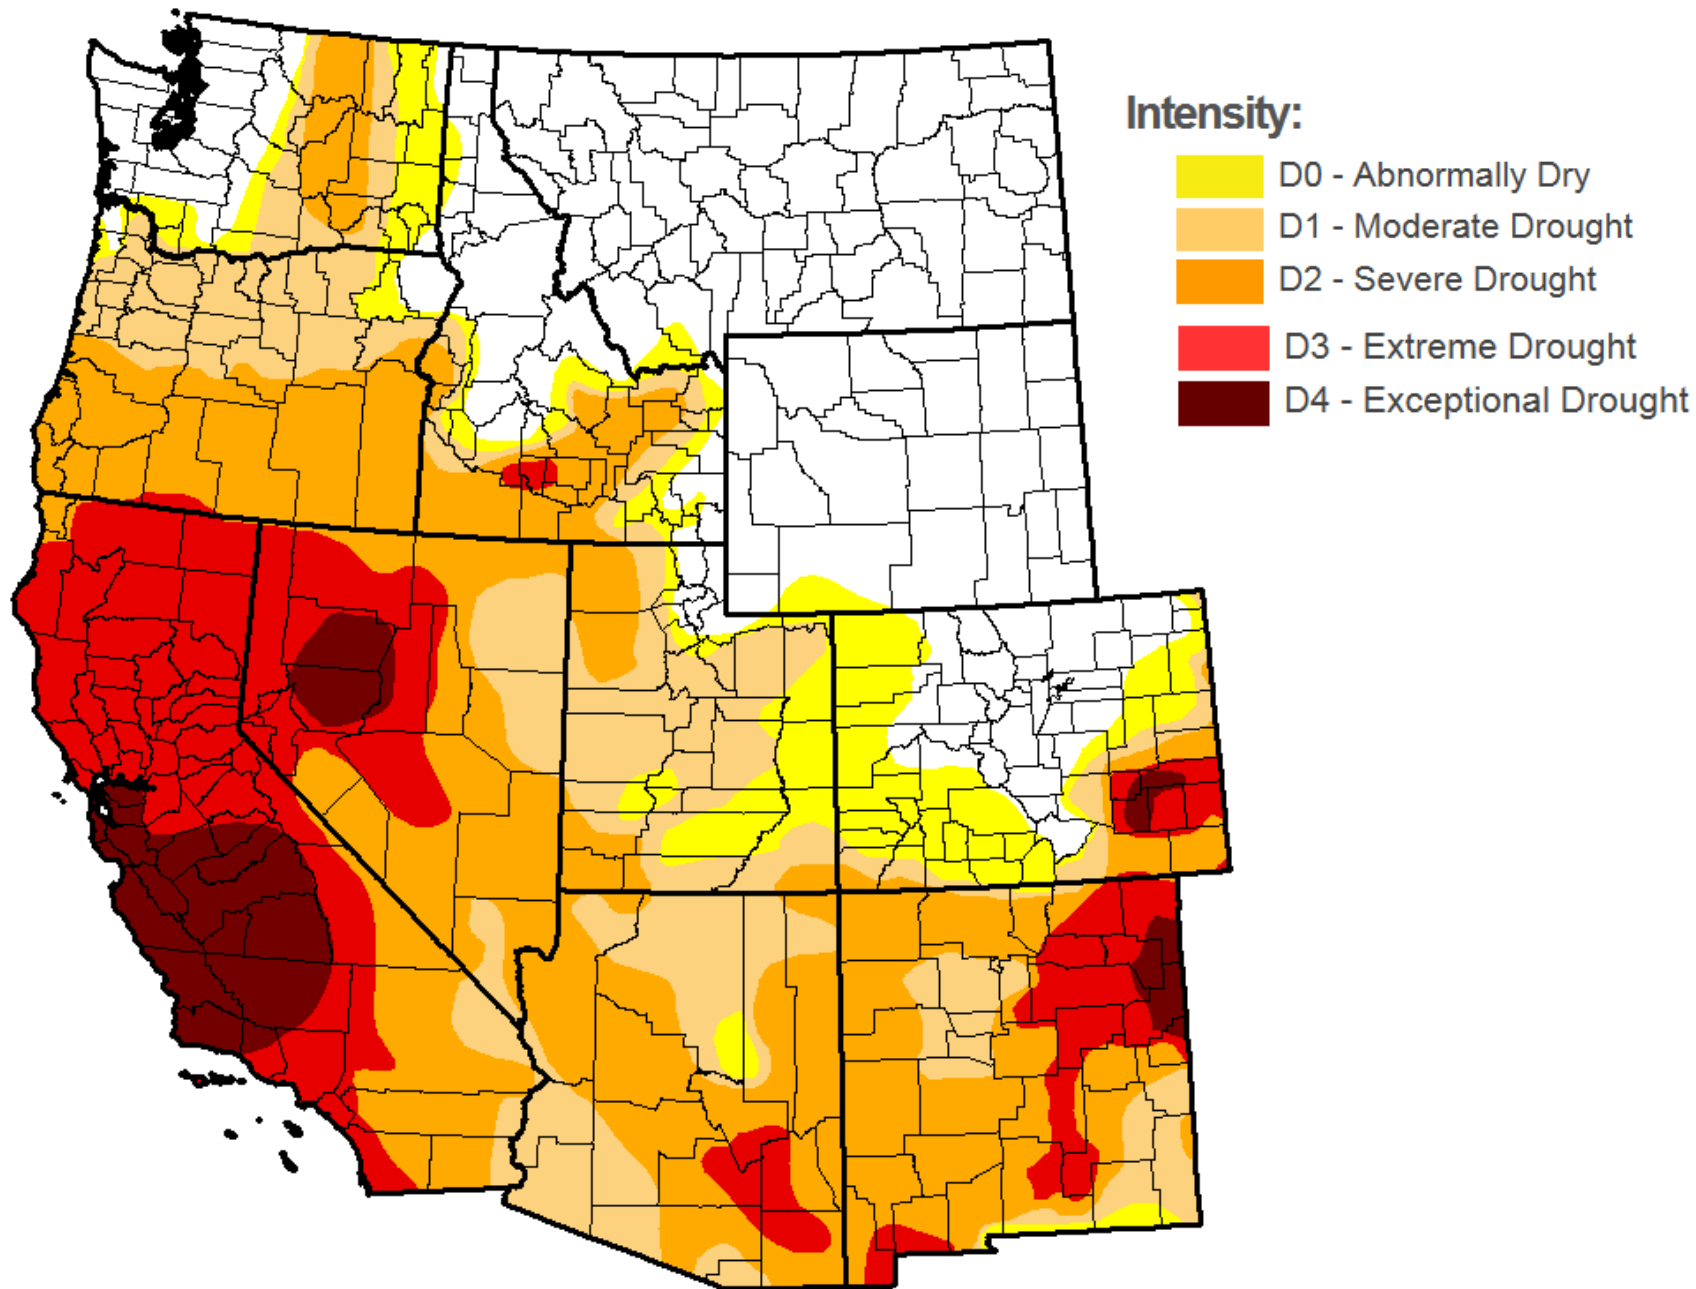 Intensity:
D0 - Abnormally Dry
D1 - Moderate Drought
D2 - Severe Drought
D3 - Extreme Drought
D4 - Exceptional Drought